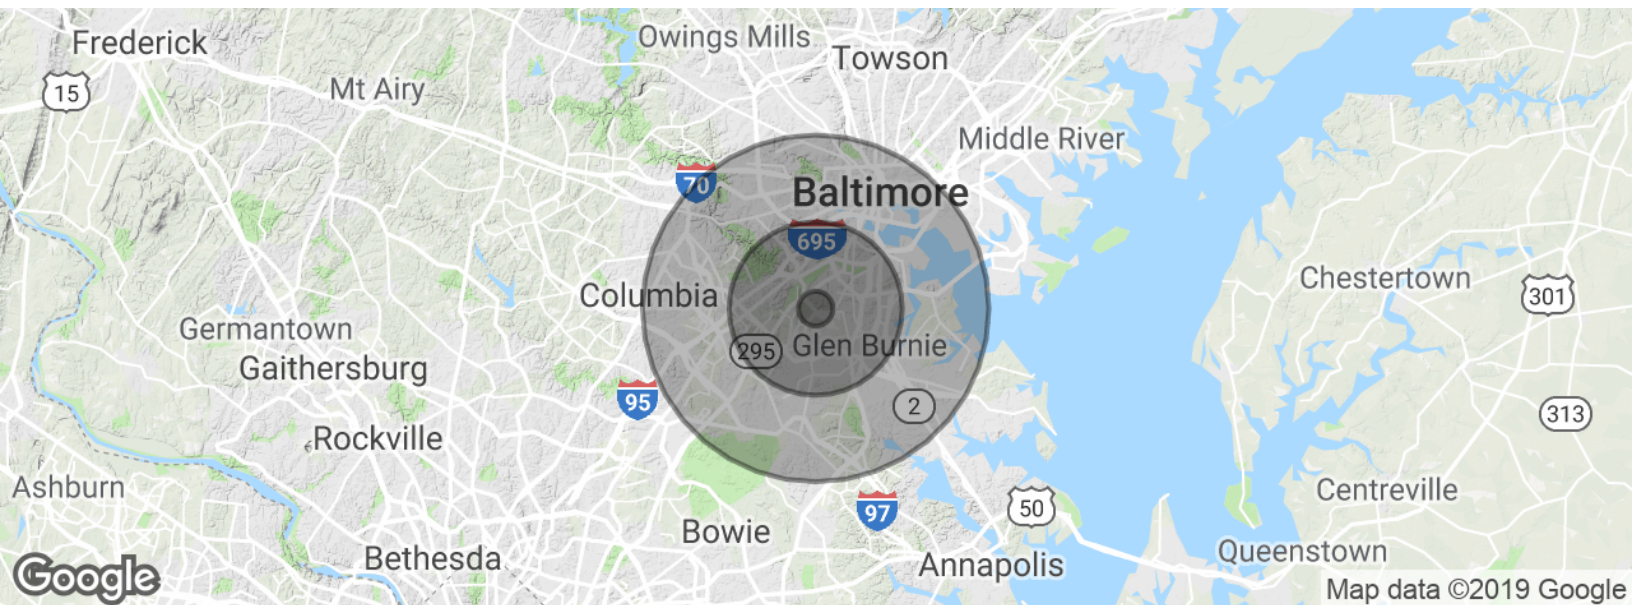 Frederick
Owings Mills
Towson
15
Mt Airy
Middle River
70
Baltimore
695
Chestertown
301
Columbia
Germantown
295
Glen Burnie
Gaithersburg
95
2
313
Rockville
Ashburn
Centreville
97
50
Bowie
Queenstown
Bethesda
Annapolis
Google
Map data ©2019 Google